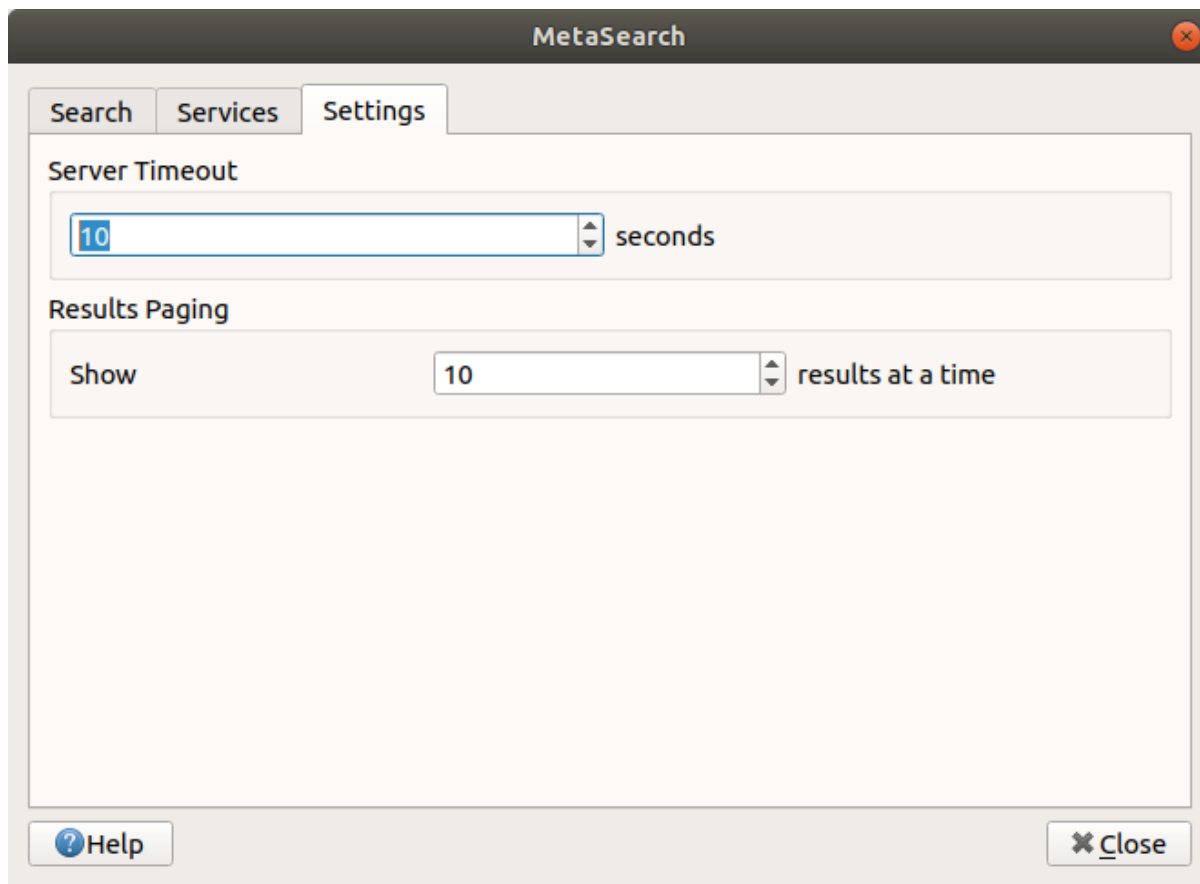 MetaSearch
Search Services Settings
Server Timeout
10 seconds
Results Paging
Show 10 results at a time
Help Close